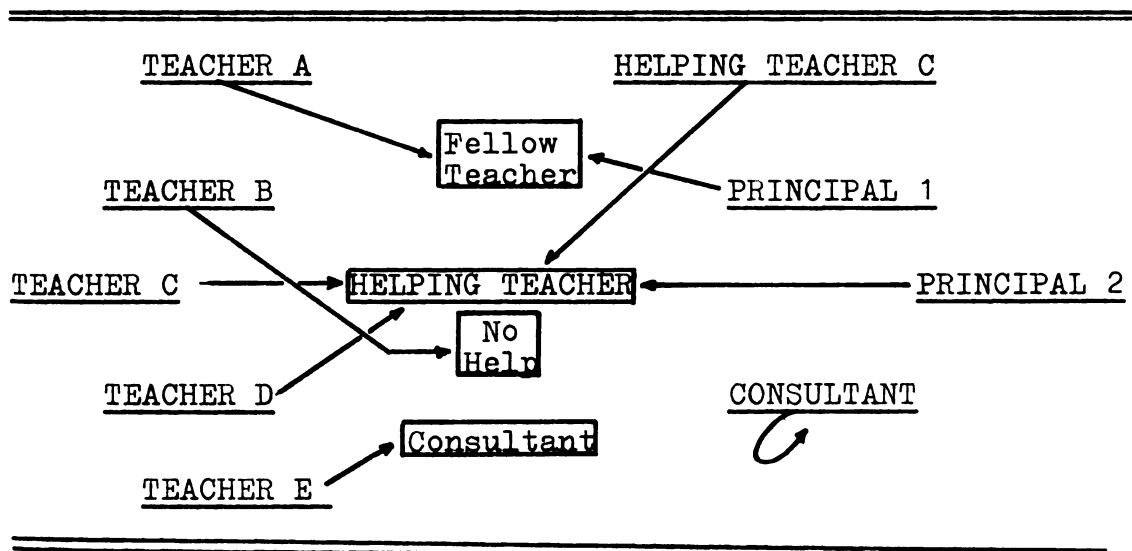 TEACHER A
HELPING TEACHER C
Fellow
Teacher
TEACHER B
PRINCIPAL 1
TEACHER C
HELPING TEACHER
PRINCIPAL 2
No
Help
TEACHER D
CONSULTANT
Consultant
TEACHER E